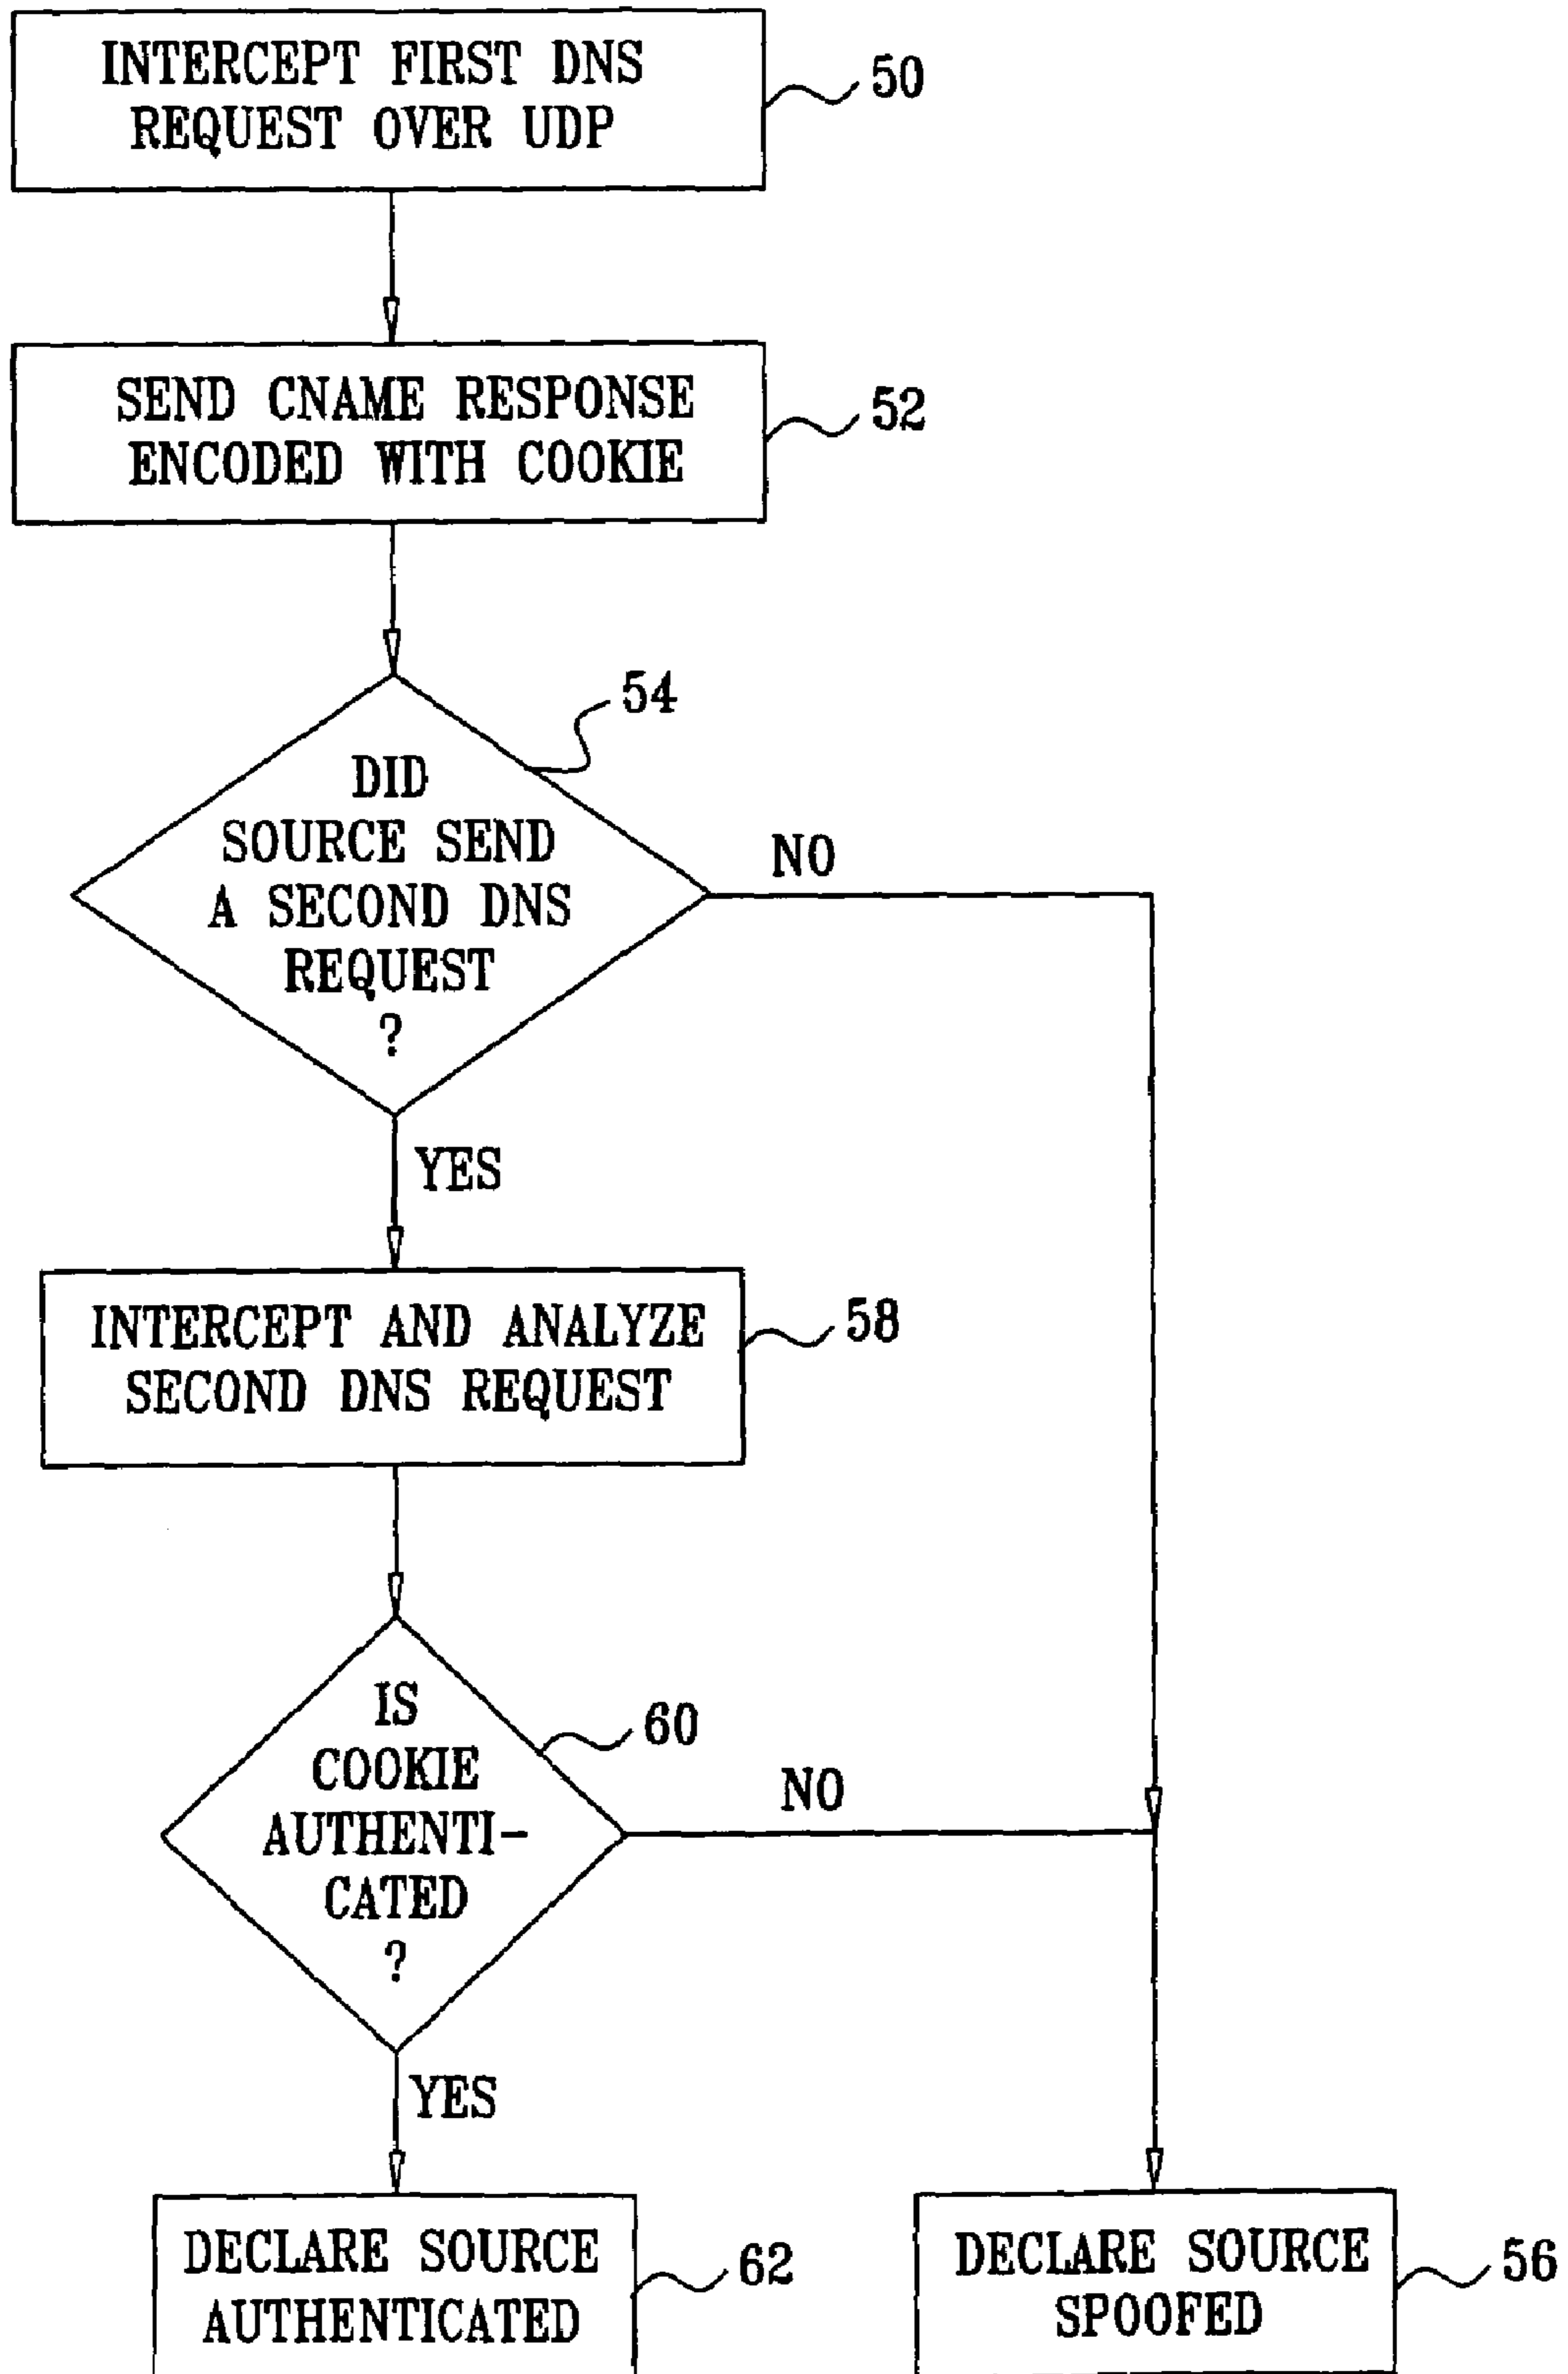 INTERCEPT FIRST DNS
REQUEST OVER UDP
50
SEND CNAME RESPONSE
ENCODED WITH COOKIE
52
54
DID
SOURCE SEND
A SECOND DNS
REQUEST
?
NO
YES
INTERCEPT AND ANALYZE
SECOND DNS REQUEST
58
IS
COOKIE
AUTHENTI-
CATED
?
60
NO
YES
DECLARE SOURCE
AUTHENTICATED
62
DECLARE SOURCE
SPOOFED
56